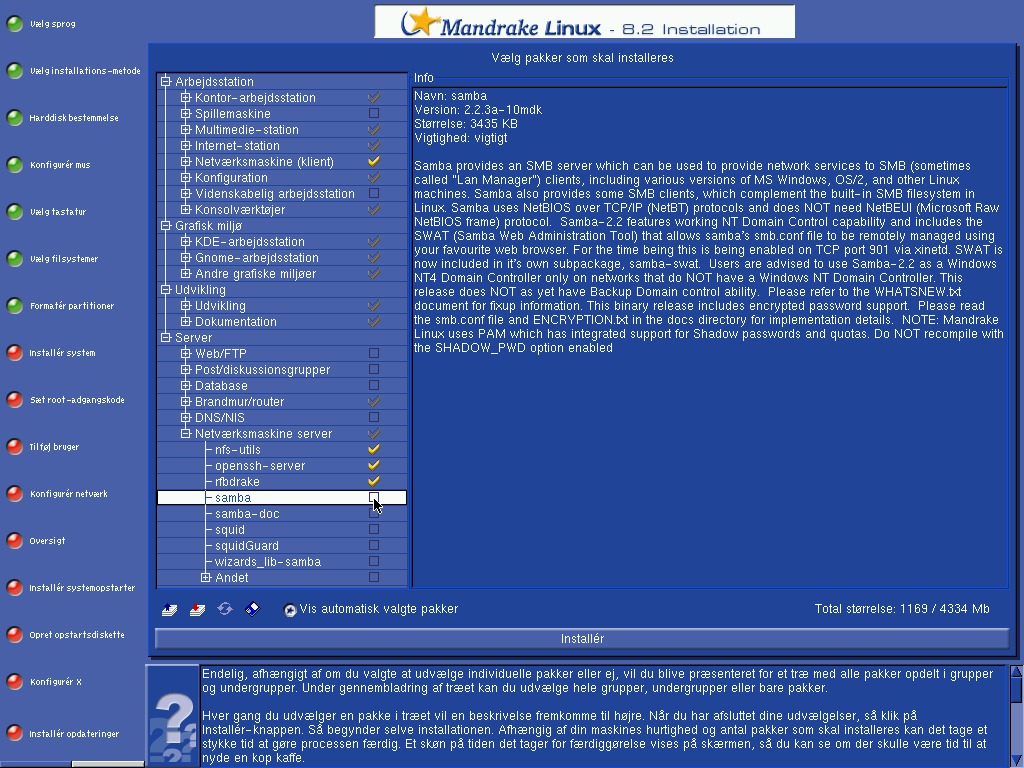 Mandrake Linux - 8.2 Installation
Vælg sprog
Vælg installations-metode
Harddisk bestemmelse
Konfigurér mus
Vælg tastatur
Vælg filsystemer
Formatér partitioner
Installér system
Sæt root-adgangskode
Tilføj bruger
Konfigurér netværk
Oversigt
Installér systemopstarter
Opret opstartsdiskette
Konfigurér X
Installér opdateringer
Vælg pakker som skal installeres
Arbejdsstation
Kontor-arbejdsstation
Spillemaskine
Multimedie-station
Internet-station
Netværksmaskine (klient)
Konfiguration
Videnskabelig arbejdsstation
Konsolværktøjer
Grafisk miljø
KDE-arbejdsstation
Gnome-arbejdsstation
Andre grafiske miljøer
Udvikling
Udvikling
Dokumentation
Server
Web/FTP
Post/diskussionsgrupper
Database
Brandmur/router
DNS/NIS
Netværksmaskine server
nfs-utils
openssh-server
rfbdrake
samba
samba-doc
squid
squidGuard
wizards_lib-samba
Andet
Info
Navn: samba
Version: 2.2.3a-10mdk
Størrelse: 3435 KB
Vigtighed: vigtigt
Samba provides an SMB server which can be used to provide network services to SMB (sometimes
called "Lan Manager") clients, including various versions of MS Windows, OS/2, and other Linux
machines. Samba also provides some SMB clients, which complement the built-in SMB filesystem in
Linux. Samba uses NetBIOS over TCP/IP (NetBT) protocols and does NOT need NetBEUI (Microsoft Raw
NetBIOS frame) protocol.  Samba-2.2 features working NT Domain Control capability and includes the
SWAT (Samba Web Administration Tool) that allows samba's smb.conf file to be remotely managed using
your favourite web browser. For the time being this is being enabled on TCP port 901 via xinetd. SWAT is
now included in it's own subpackage, samba-swat.  Users are advised to use Samba-2.2 as a Windows
NT4 Domain Controller only on networks that do NOT have a Windows NT Domain Controller. This
release does NOT as yet have Backup Domain control ability.  Please refer to the WHATSNEW.txt
document for fixup information. This binary release includes encrypted password support.  Please read
the smb.conf file and ENCRYPTION.txt in the docs directory for implementation details.  NOTE: Mandrake
Linux uses PAM which has integrated support for Shadow passwords and quotas. Do NOT recompile with
the SHADOW_PWD option enabled
Vis automatisk valgte pakker
Total størrelse: 1169 / 4334 Mb
Installér
Endelig, afhængigt af om du valgte at udvælge individuelle pakker eller ej, vil du blive præsenteret for et træ med alle pakker opdelt i grupper
og undergrupper. Under gennembladring af træet kan du udvælge hele grupper, undergrupper eller bare pakker.
Hver gang du udvælger en pakke i træet vil en beskrivelse fremkomme til højre. Når du har afsluttet dine udvælgelser, så klik på
Installér-knappen. Så begynder selve installationen. Afhængig af din maskines hurtighed og antal pakker som skal installeres kan det tage et
stykke tid at gøre processen færdig. Et skøn på tiden det tager for færdiggørelse vises på skærmen, så du kan se om der skulle være tid til at
nyde en kop kaffe.